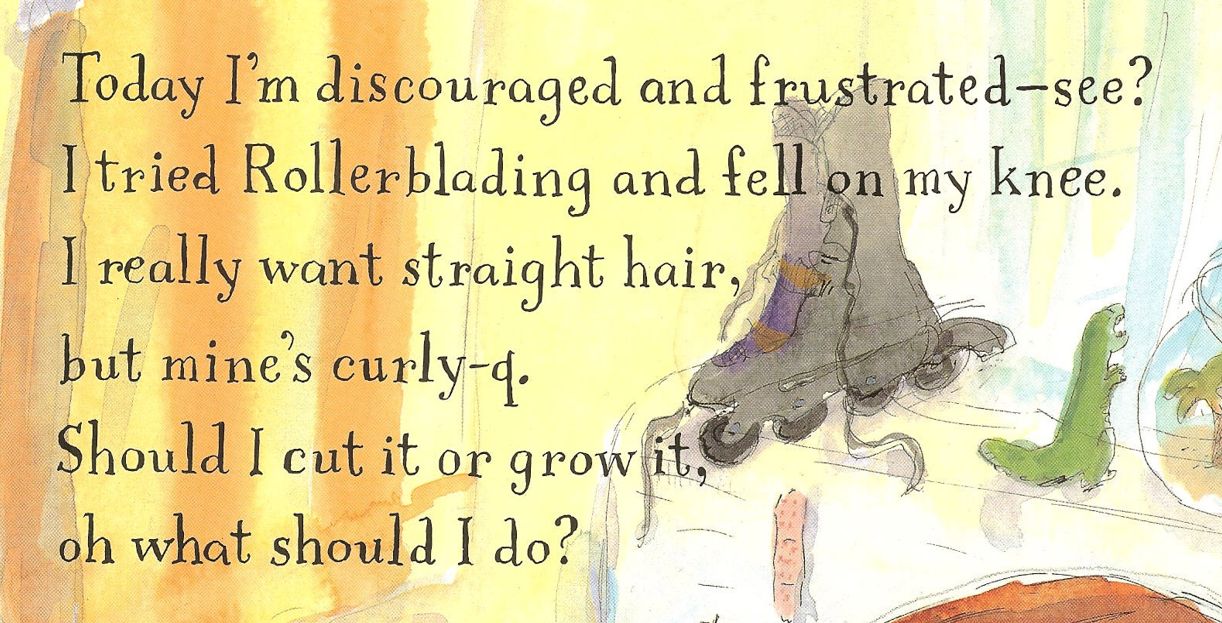 Today I'm discouraged and frustrated—see?
I tried Rollerblading and fell on my knee.
I really want straight hair,
but mine's curly-q.
Should I cut it or grow it,
oh what should I do?